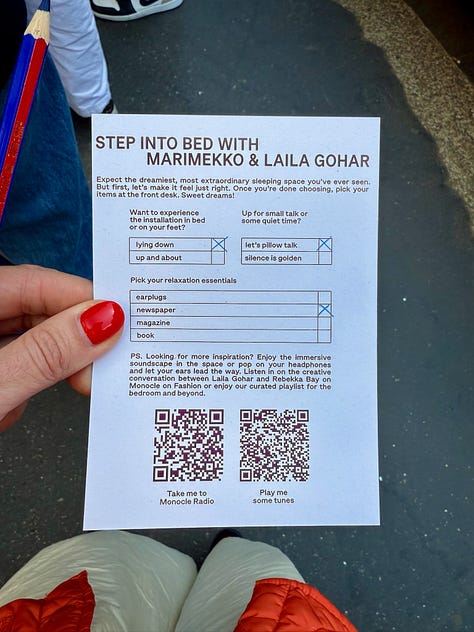 STEP INTO BED WITH
MARIMEKKO & LAILA GOHAR
Expect the dreamiest, most extraordinary sleeping space you've ever seen.
But first, let's make it feel just right. Once you're done choosing, pick your
items at the front desk. Sweet dreams!
Want to experience
the installation in bed
or on your feet?
lying down
up and about
Up for small talk or
some quiet time?
let's pillow talk
silence is golden
Pick your relaxation essentials
earplugs
newspaper
magazine
book
PS. Looking for more inspiration? Enjoy the immersive
soundscape in the space or pop on your headphones
and let your ears lead the way. Listen in on the creative
conversation between Laila Gohar and Rebekka Bay on
Monocle on Fashion or enjoy our curated playlist for the
bedroom and beyond.
Take me to
Monocle Radio
Play me
some tunes